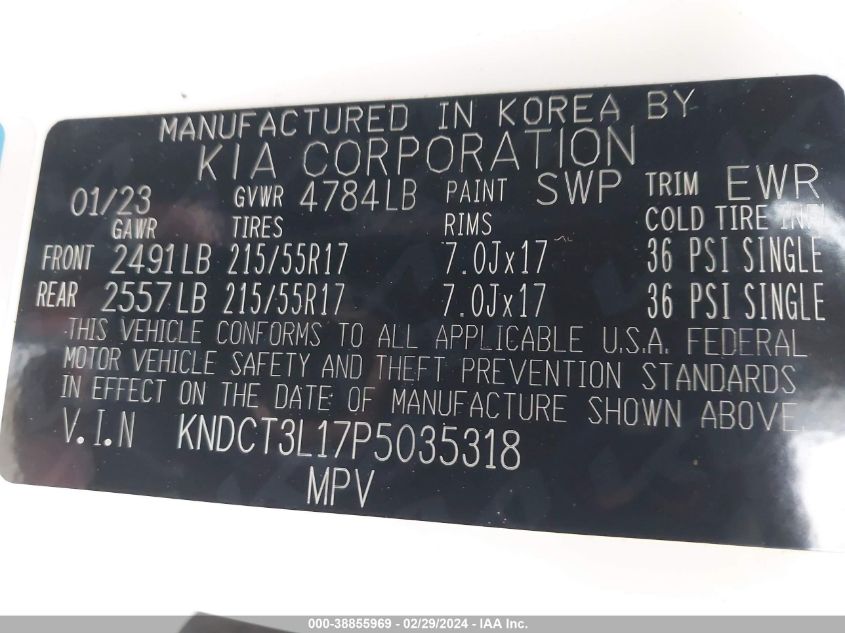 MANUFACTURED IN KOREA BY
KIA CORPORATION
01/23 GVWR 4784LB PAINT SWP TRIM EWR
GAWR TIRES RIMS COLD TIRE
FRONT 2491LB 215/55R17 7.0Jx17 36 PSI SINGLE
REAR 2557LB 215/55R17 7.0Jx17 36 PSI SINGLE
THIS VEHICLE CONFORMS TO ALL APPLICABLE U.S.A. FEDERAL
MOTOR VEHICLE SAFETY AND THEFT PREVENTION STANDARDS
IN EFFECT ON THE DATE OF MANUFACTURE SHOWN ABOVE.
V.I.N KNDCT3L17P5035318
MPV
000-38855969 - 02/29/2024 - IAA Inc.